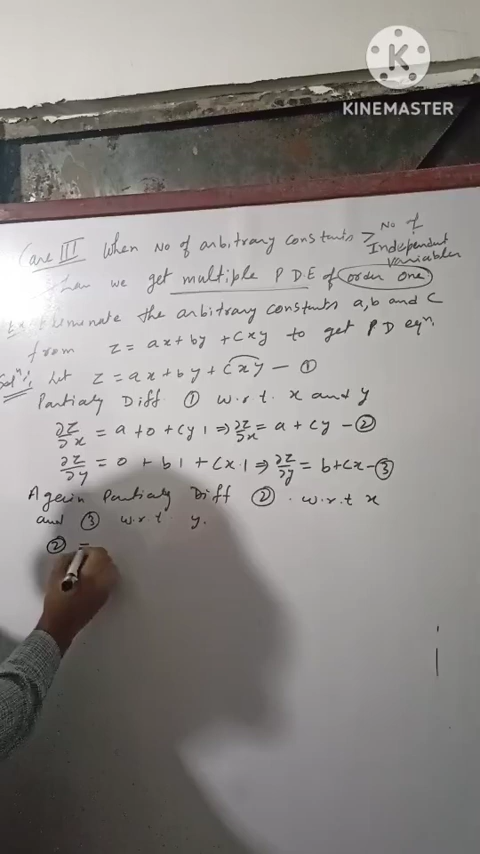 K
KINEMASTER
Case III When No of arbitrary constants > No of Independent Variables
then we get multiple P.D.E of order one
Ex: Eliminate the arbitrary constants a, b and c
from z = ax + by + cxy to get P D eqⁿ.
Solⁿ: Let z = ax + by + cxy — ①
Partialy Diff ① w.r.t. x and y
∂z/∂x = a + 0 + cy 1 ⇒ ∂z/∂x = a + cy — ②
∂z/∂y = 0 + b 1 + cx·1 ⇒ ∂z/∂y = b + cx — ③
Again Partialy Diff ② . w.r.t x
and ③ w.r.t. y.
② =